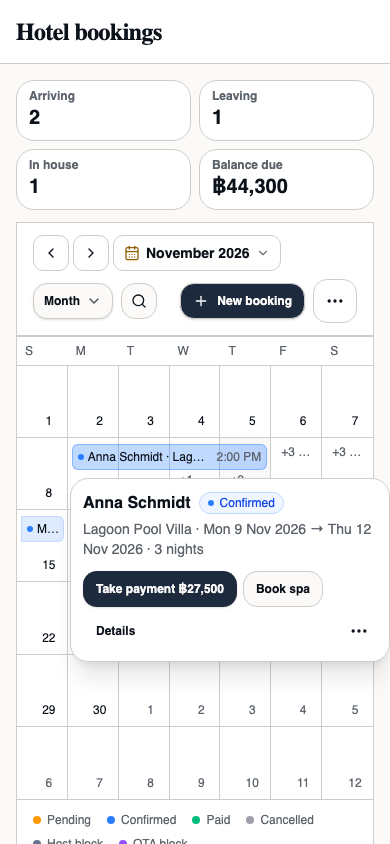 Hotel bookings
Arriving
2
Leaving
1
In house
1
Balance due
฿44,300
November 2026
Month
New booking
S M T W T F S
1 2 3 4 5 6 7
Anna Schmidt · Lag... 2:00 PM
+3 ... +3 ...
8
Anna Schmidt
Confirmed
Lagoon Pool Villa · Mon 9 Nov 2026 → Thu 12
Nov 2026 · 3 nights
M...
15
Take payment ฿27,500
Book spa
Details
22
29 30 1 2 3 4 5
6 7 8 9 10 11 12
Pending
Confirmed
Paid
Cancelled
Host block
OTA block